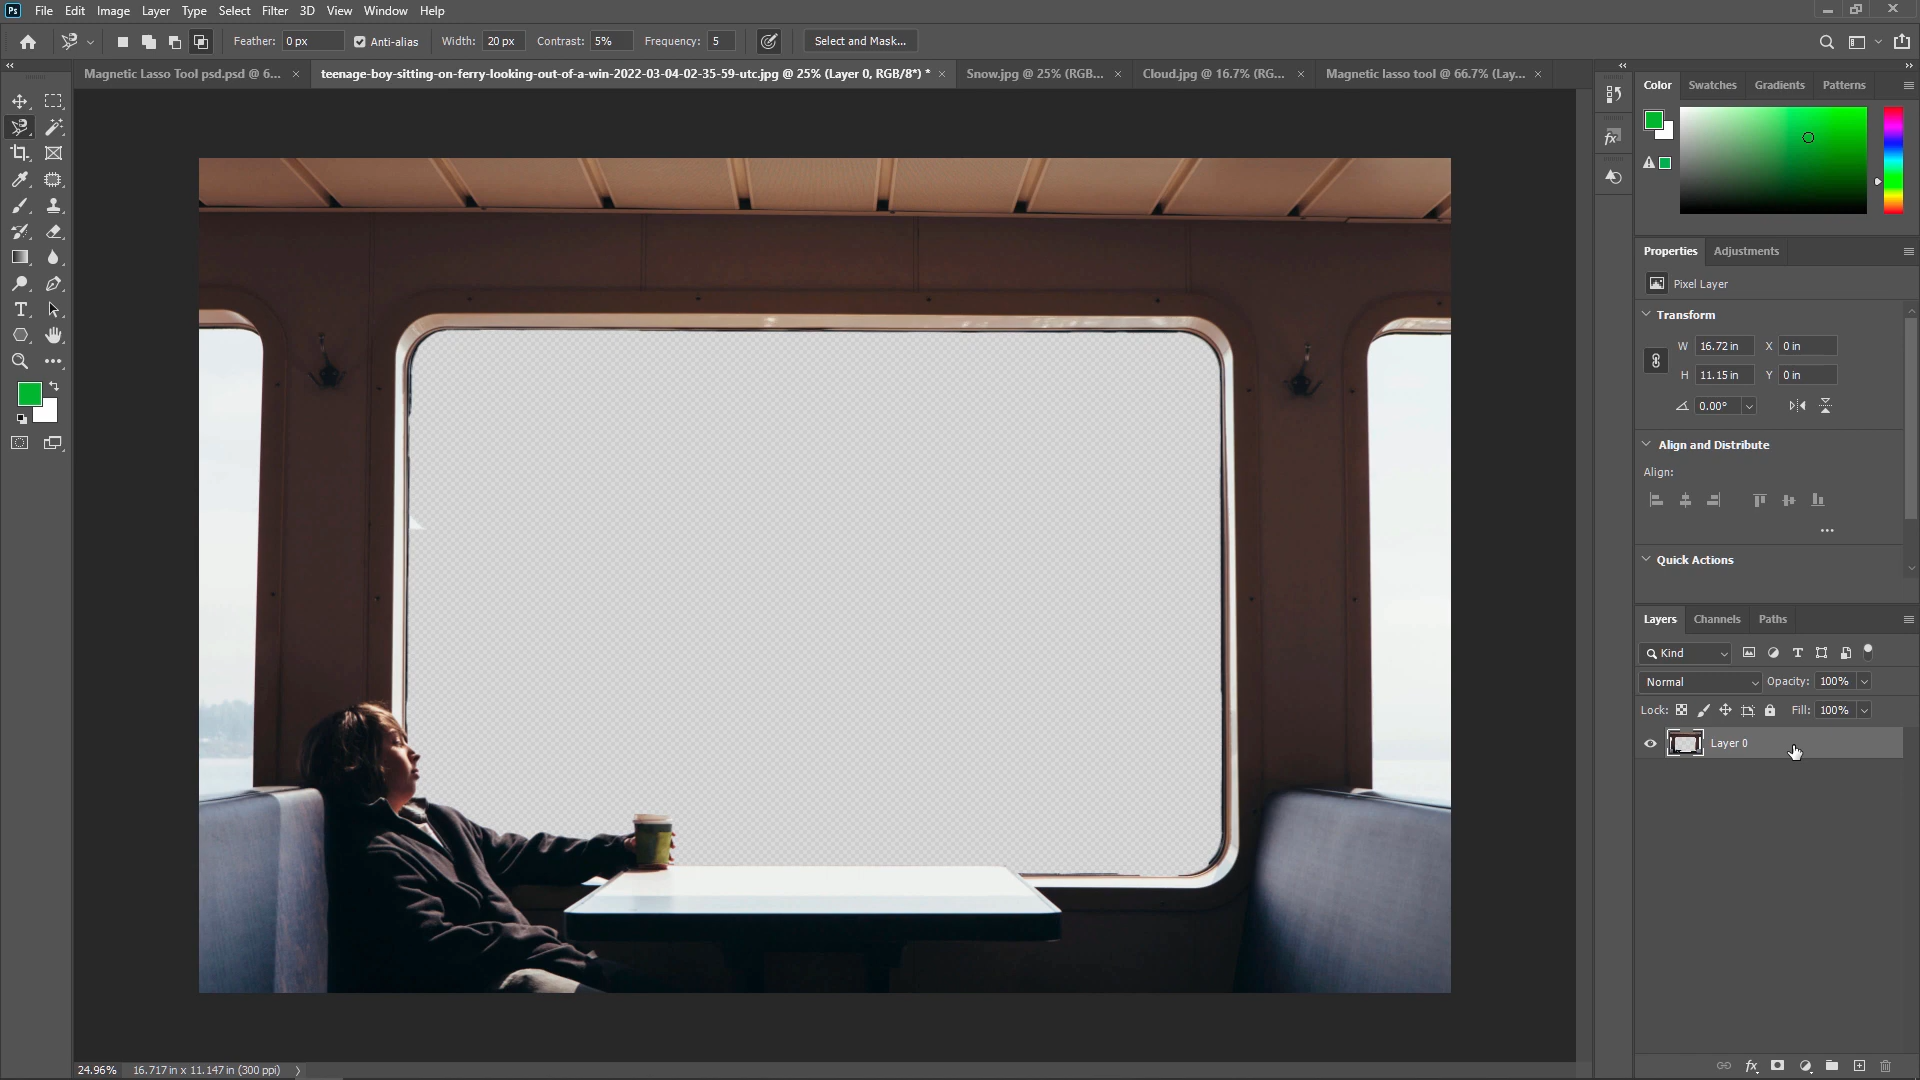 Ps File Edit Image Layer Type Select Filter 3D View Window Help
Feather: 0 px Anti-alias Width: 20 px Contrast: 5% Frequency: 5 Select and Mask...
Magnetic Lasso Tool psd.psd @ 6... × teenage-boy-sitting-on-ferry-looking-out-of-a-win-2022-03-04-02-35-59-utc.jpg @ 25% (Layer 0, RGB/8*) * × Snow.jpg @ 25% (RGB... × Cloud.jpg @ 16.7% (RG... × Magnetic lasso tool @ 66.7% (Lay... ×
Color Swatches Gradients Patterns
Properties Adjustments
Pixel Layer
Transform
W 16.72 in X 0 in
H 11.15 in Y 0 in
0.00°
Align and Distribute
Align:
Quick Actions
Layers Channels Paths
Kind
Normal Opacity: 100%
Lock: Fill: 100%
Layer 0
fx
24.96% 16.717 in x 11.147 in (300 ppi)